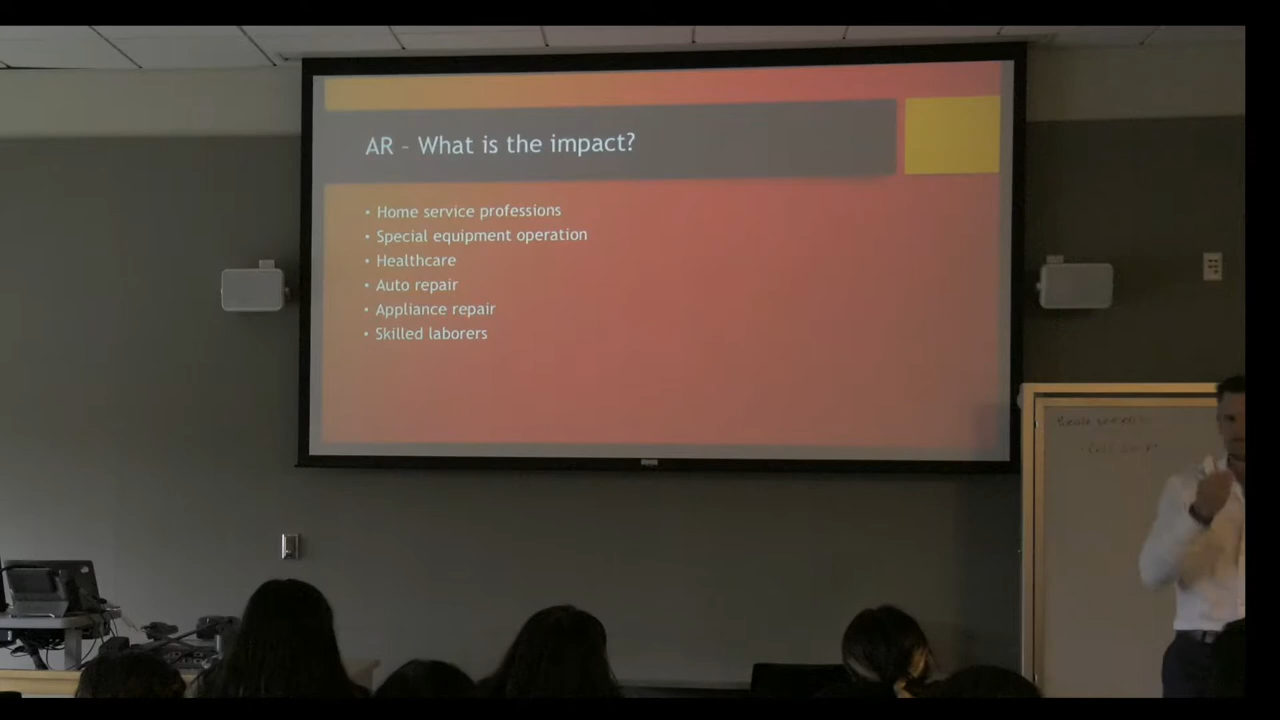 AR – What is the impact?
• Home service professions
• Special equipment operation
• Healthcare
• Auto repair
• Appliance repair
• Skilled laborers